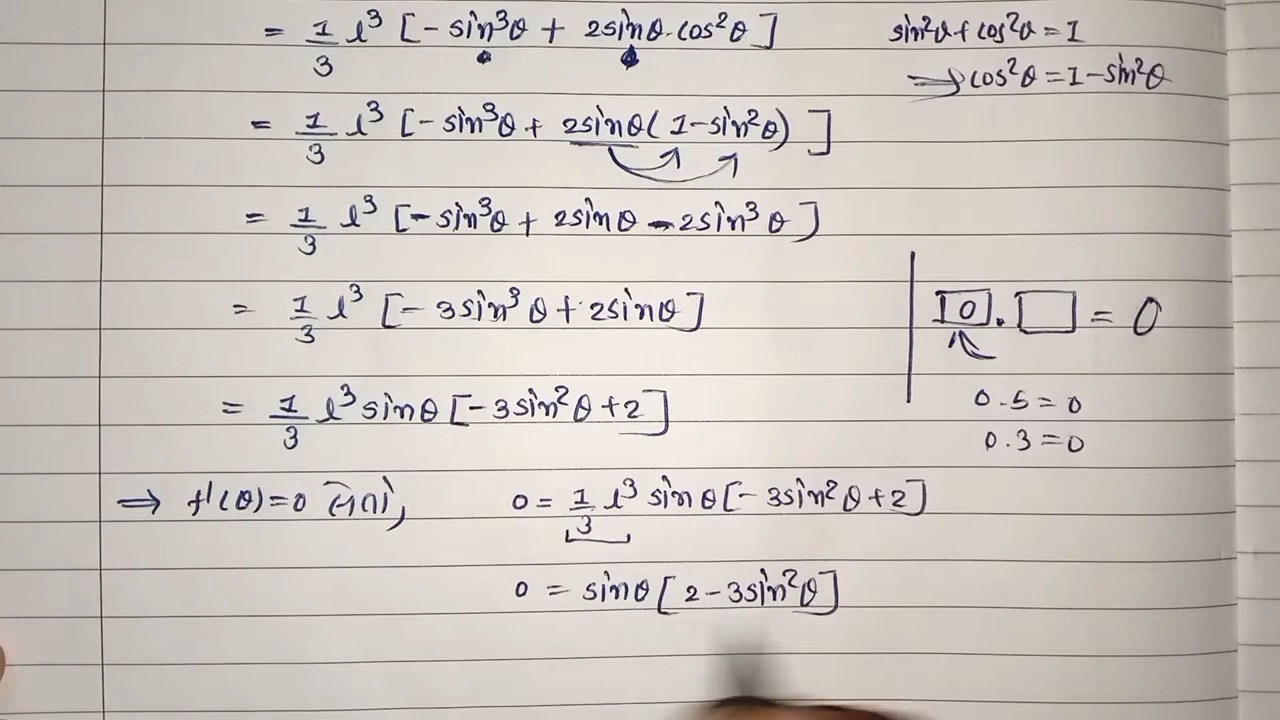 = 1/3 l³ [-sin³θ + 2sinθ.cos²θ]
sin²θ + cos²θ = 1
⇒ cos²θ = 1 - sin²θ
= 1/3 l³ [-sin³θ + 2sinθ(1 - sin²θ)]
= 1/3 l³ [-sin³θ + 2sinθ - 2sin³θ]
= 1/3 l³ [-3sin³θ + 2sinθ]
0 . □ = 0
0.5 = 0
0.3 = 0
= 1/3 l³ sinθ [-3sin²θ + 2]
⇒ f'(θ)=0 લેતાં, 0 = 1/3 l³ sinθ [-3sin²θ + 2]
0 = sinθ [2 - 3sin²θ]